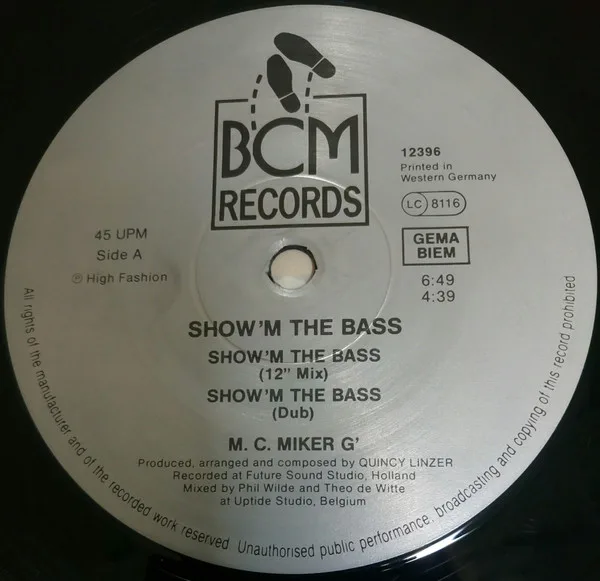 BCM
RECORDS
12396
Printed in
Western Germany
LC 8116
GEMA
BIEM
6:49
4:39
45 UPM
Side A
Ⓟ High Fashion
SHOW'M THE BASS
SHOW'M THE BASS
(12" Mix)
SHOW'M THE BASS
(Dub)
M. C. MIKER G'
Produced, arranged and composed by QUINCY LINZER
Recorded at Future Sound Studio, Holland
Mixed by Phil Wilde and Theo de Witte
at Uptide Studio, Belgium
All rights of the manufacturer and of the recorded work reserved. Unauthorised public performance, broadcasting and copying of this record prohibited